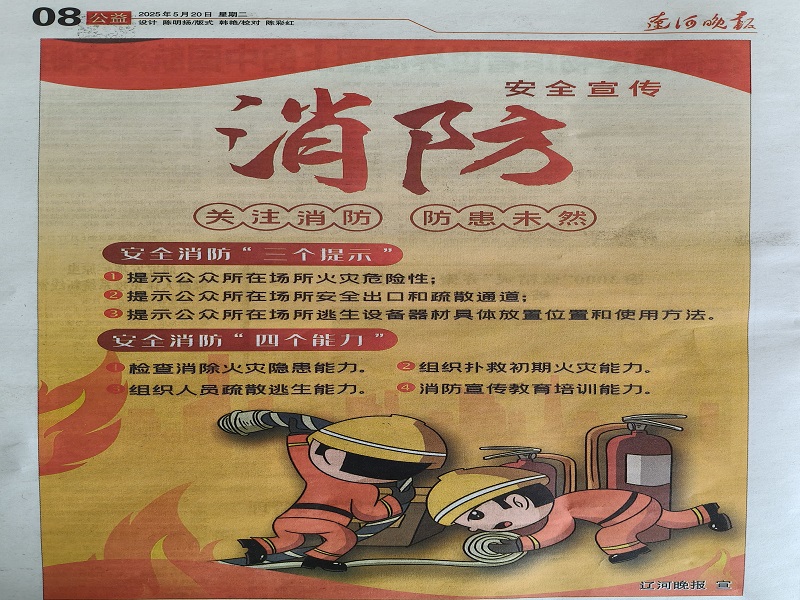 08 公益 2025年5月20日 星期二
设计 陈明扬/版式 韩艳/校对 陈彩红
辽河晚报
安全宣传
消防
关注消防 防患未然
安全消防“三个提示”
1 提示公众所在场所火灾危险性；
2 提示公众所在场所安全出口和疏散通道；
3 提示公众所在场所逃生设备器材具体放置位置和使用方法。
安全消防“四个能力”
1 检查消除火灾隐患能力。 2 组织扑救初期火灾能力。
3 组织人员疏散逃生能力。 4 消防宣传教育培训能力。
辽河晚报 宣